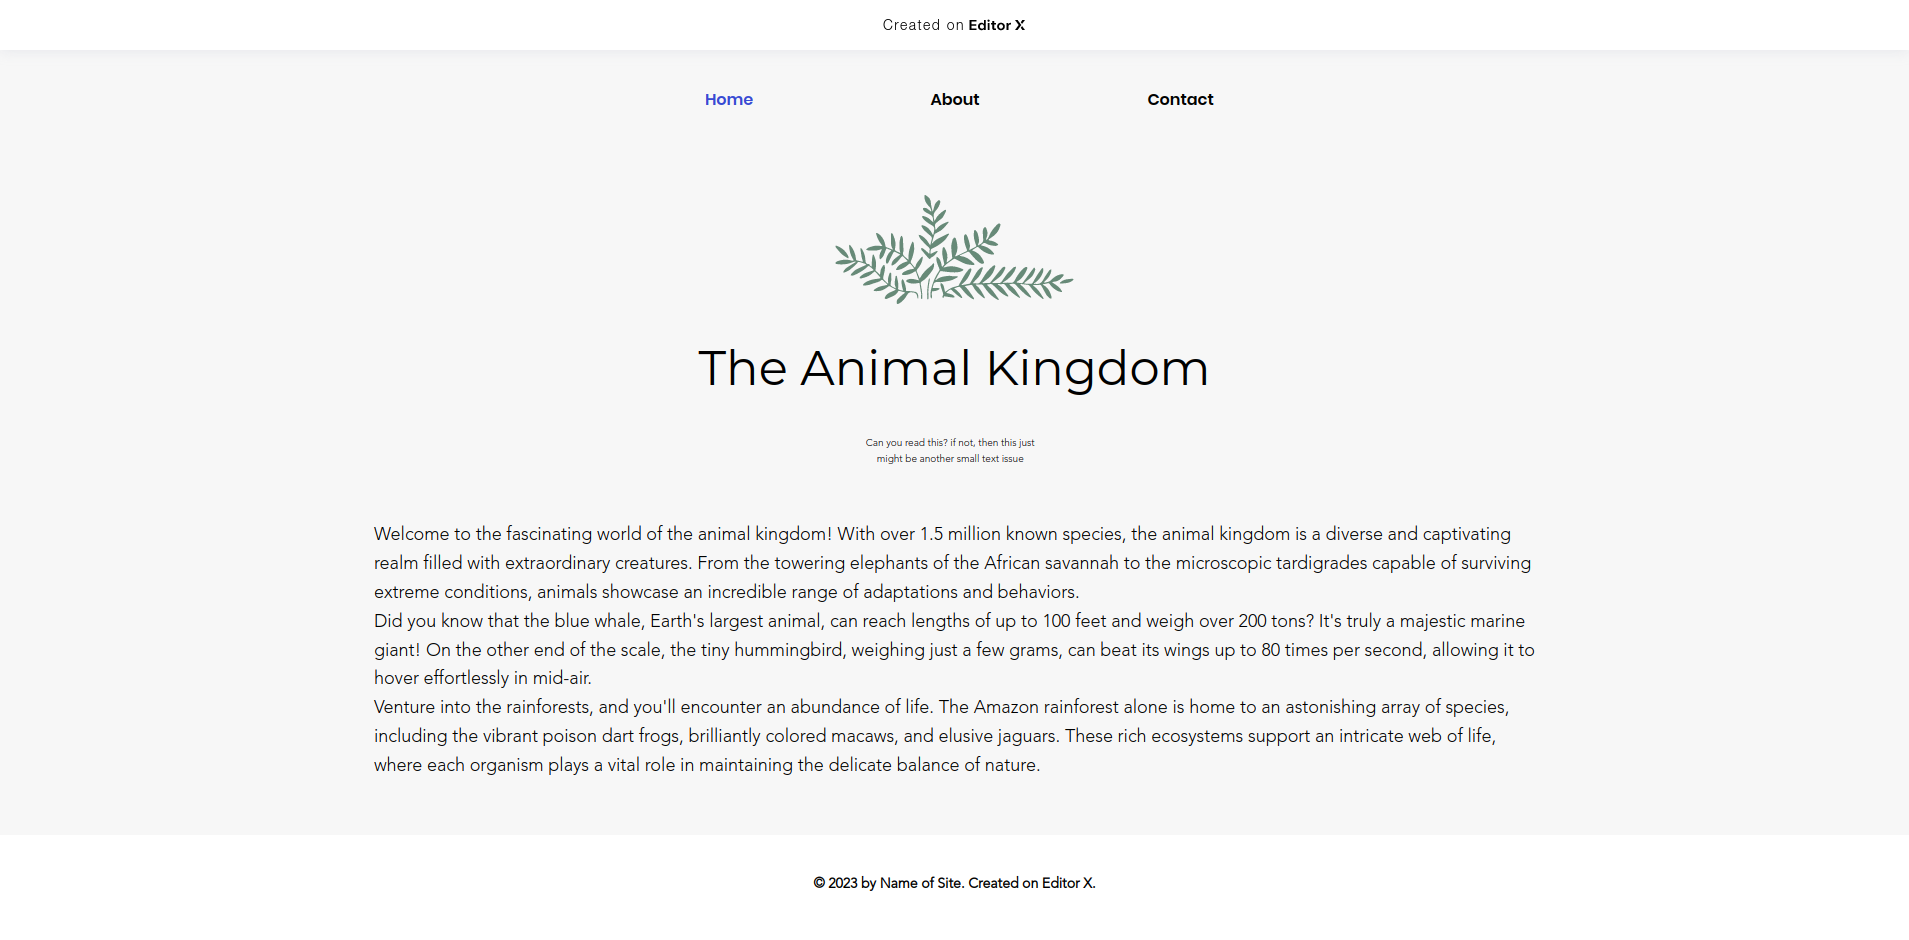 Created on Editor X
Home About Contact
The Animal Kingdom
Can you read this? if not, then this just
might be another small text issue
Welcome to the fascinating world of the animal kingdom! With over 1.5 million known species, the animal kingdom is a diverse and captivating
realm filled with extraordinary creatures. From the towering elephants of the African savannah to the microscopic tardigrades capable of surviving
extreme conditions, animals showcase an incredible range of adaptations and behaviors.
Did you know that the blue whale, Earth's largest animal, can reach lengths of up to 100 feet and weigh over 200 tons? It's truly a majestic marine
giant! On the other end of the scale, the tiny hummingbird, weighing just a few grams, can beat its wings up to 80 times per second, allowing it to
hover effortlessly in mid-air.
Venture into the rainforests, and you'll encounter an abundance of life. The Amazon rainforest alone is home to an astonishing array of species,
including the vibrant poison dart frogs, brilliantly colored macaws, and elusive jaguars. These rich ecosystems support an intricate web of life,
where each organism plays a vital role in maintaining the delicate balance of nature.
© 2023 by Name of Site. Created on Editor X.